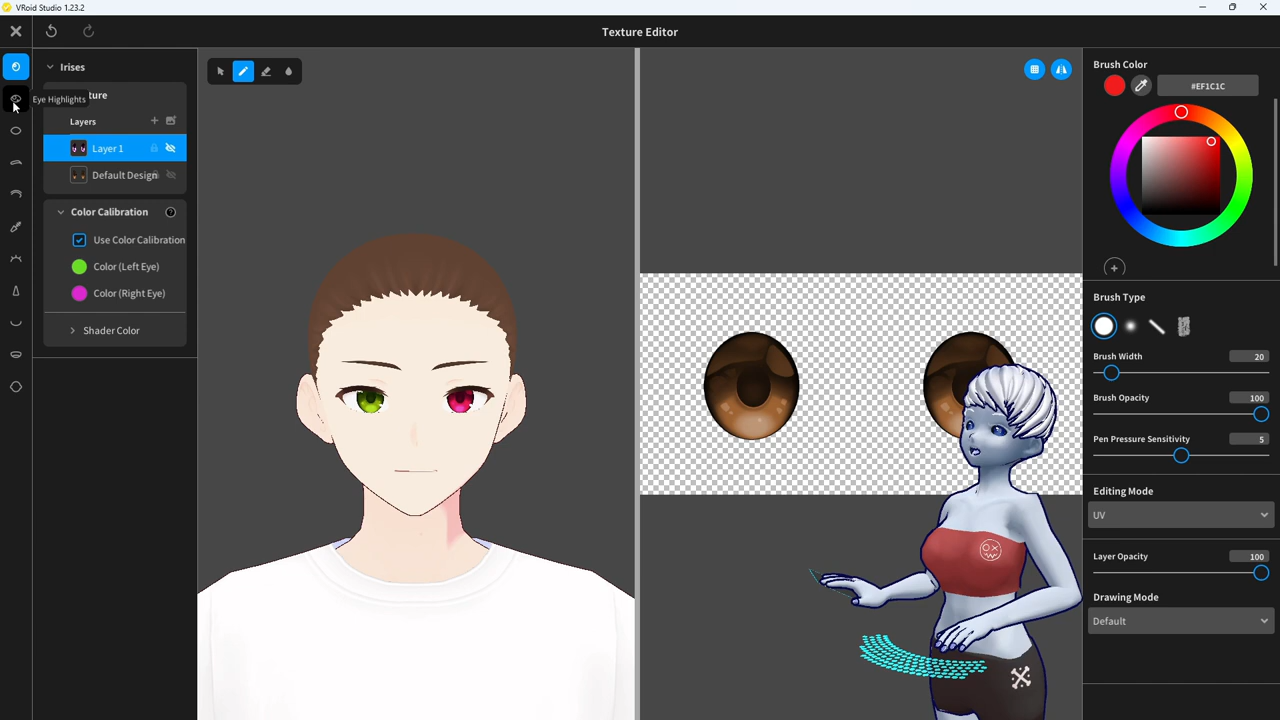 VRoid Studio 1.23.2
Texture Editor
Irises
Eye Highlights
ture
Layers
Layer 1
Default Design
Color Calibration
Use Color Calibration
Color (Left Eye)
Color (Right Eye)
Shader Color
Brush Color
#EF1C1C
Brush Type
Brush Width 20
Brush Opacity 100
Pen Pressure Sensitivity 5
Editing Mode
UV
Layer Opacity 100
Drawing Mode
Default